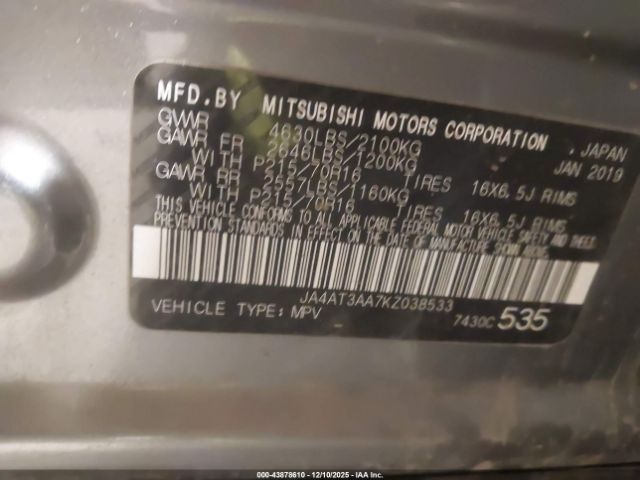 MFD.BY MITSUBISHI MOTORS CORPORATION , JAPAN
GVWR 4630LBS/2100KG JAN 2019
GAWR FR 2646LBS/1200KG
WITH P215/70R16 TIRES 16X6.5J RIMS
GAWR RR 2557LBS/1160KG
WITH P215/70R16 TIRES 16X6.5J RIMS
THIS VEHICLE CONFORMS TO ALL APPLICABLE FEDERAL MOTOR VEHICLE SAFETY AND THEFT
PREVENTION STANDARDS IN EFFECT ON THE DATE OF MANUFACTURE SHOWN ABOVE.
JA4AT3AA7KZ038533
VEHICLE TYPE: MPV 7430C 535
000-43878610 - 12/10/2025 - IAA, Inc.